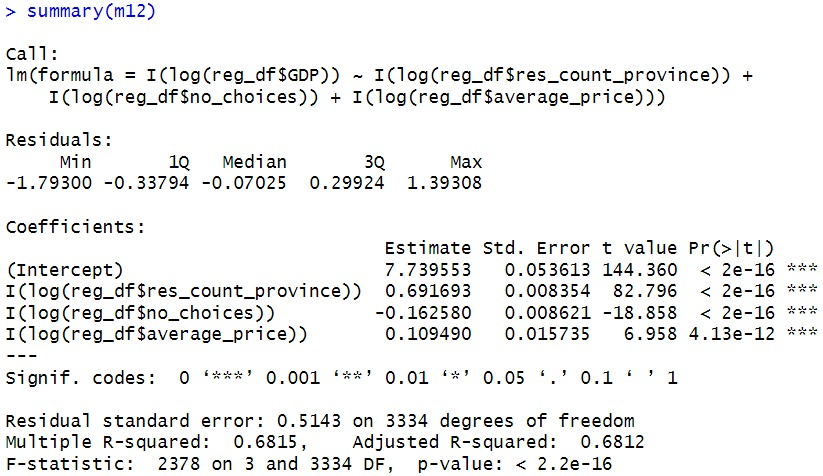 > summary(m12)
Call:
lm(formula = I(log(reg_df$GDP)) ~ I(log(reg_df$res_count_province)) +
    I(log(reg_df$no_choices)) + I(log(reg_df$average_price)))
Residuals:
     Min       1Q   Median       3Q      Max
-1.79300 -0.33794 -0.07025  0.29924  1.39308
Coefficients:
                                   Estimate Std. Error t value Pr(>|t|)
(Intercept)                        7.739553   0.053613 144.360  < 2e-16 ***
I(log(reg_df$res_count_province))  0.691693   0.008354  82.796  < 2e-16 ***
I(log(reg_df$no_choices))         -0.162580   0.008621 -18.858  < 2e-16 ***
I(log(reg_df$average_price))       0.109490   0.015735   6.958 4.13e-12 ***
---
Signif. codes:  0 ‘***’ 0.001 ‘**’ 0.01 ‘*’ 0.05 ‘.’ 0.1 ‘ ’ 1
Residual standard error: 0.5143 on 3334 degrees of freedom
Multiple R-squared:  0.6815,    Adjusted R-squared:  0.6812
F-statistic:  2378 on 3 and 3334 DF,  p-value: < 2.2e-16